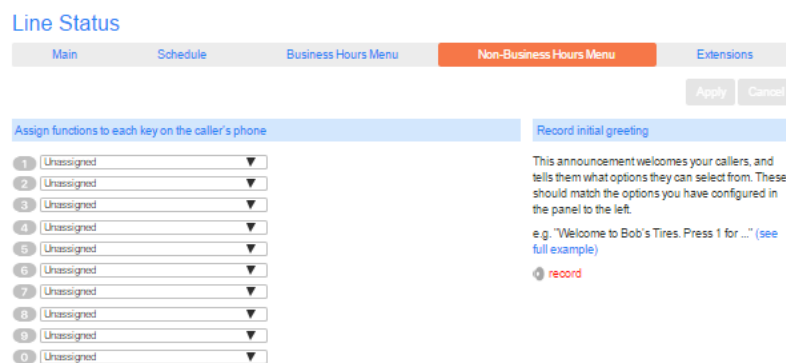 Line Status
Main Schedule Business Hours Menu Non-Business Hours Menu Extensions
Apply Cancel
Assign functions to each key on the caller's phone
1 Unassigned
2 Unassigned
3 Unassigned
4 Unassigned
5 Unassigned
6 Unassigned
7 Unassigned
8 Unassigned
9 Unassigned
0 Unassigned
Record initial greeting
This announcement welcomes your callers, and
tells them what options they can select from. These
should match the options you have configured in
the panel to the left.
e.g. "Welcome to Bob's Tires. Press 1 for ..." (see
full example)
record